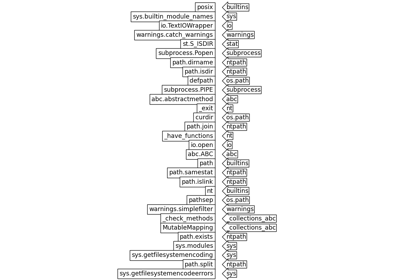 posix builtins
sys.builtin_module_names sys
io.TextIOWrapper io
warnings.catch_warnings warnings
st.S_ISDIR stat
subprocess.Popen subprocess
path.dirname ntpath
path.isdir ntpath
defpath os.path
subprocess.PIPE subprocess
abc.abstractmethod abc
_exit nt
curdir os.path
path.join ntpath
_have_functions nt
io.open io
abc.ABC abc
path builtins
path.samestat ntpath
path.islink ntpath
nt builtins
pathsep os.path
warnings.simplefilter warnings
_check_methods _collections_abc
MutableMapping _collections_abc
path.exists ntpath
sys.modules sys
sys.getfilesystemencoding sys
path.split ntpath
sys.getfilesystemencodeerrors sys